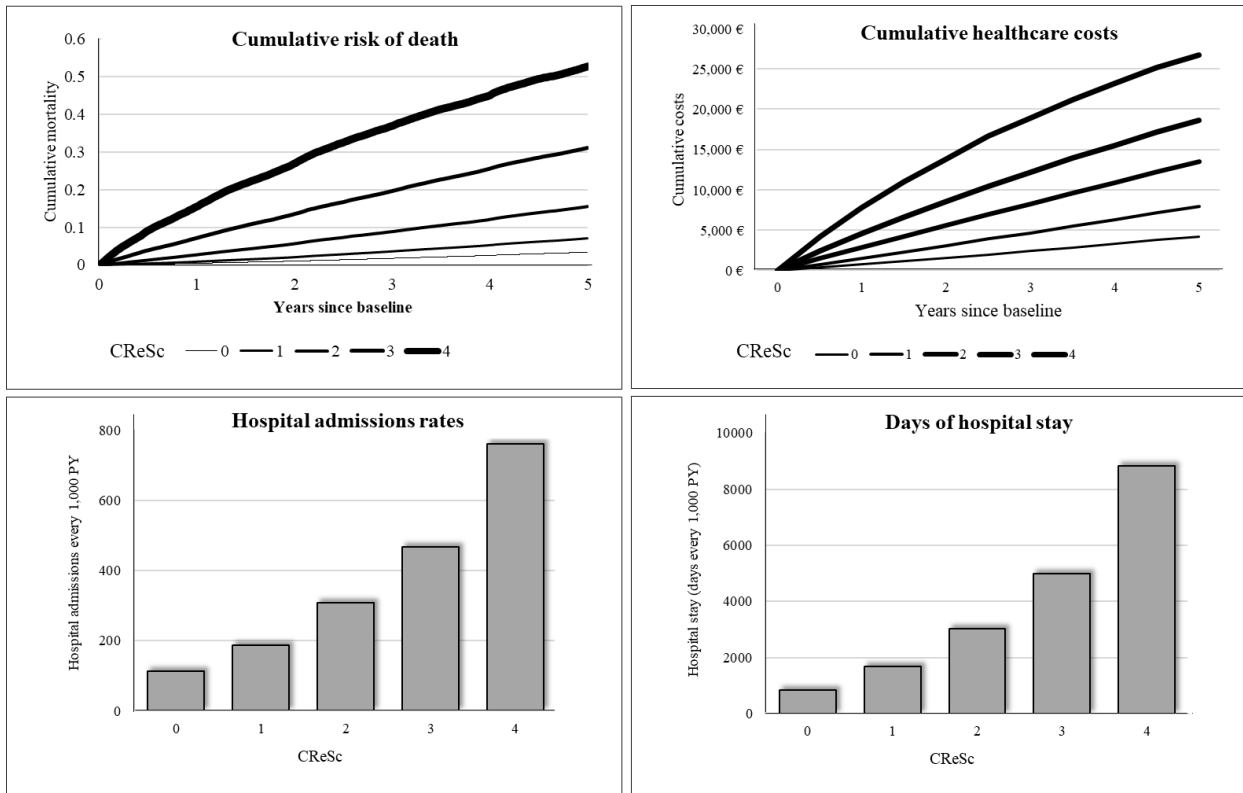 Cumulative risk of death
Cumulative mortality
0.6
0.5
0.4
0.3
0.2
0.1
0
0 1 2 3 4 5
Years since baseline
CReSc 0 1 2 3 4
Cumulative healthcare costs
Cumulative costs
30,000 €
25,000 €
20,000 €
15,000 €
10,000 €
5,000 €
0 €
0 1 2 3 4 5
Years since baseline
CReSc 0 1 2 3 4
Hospital admissions rates
Hospital admissions every 1,000 PY
800
600
400
200
0
0 1 2 3 4
CReSc
Days of hospital stay
Hospital stay (days every 1,000 PY)
10000
8000
6000
4000
2000
0
0 1 2 3 4
CReSc